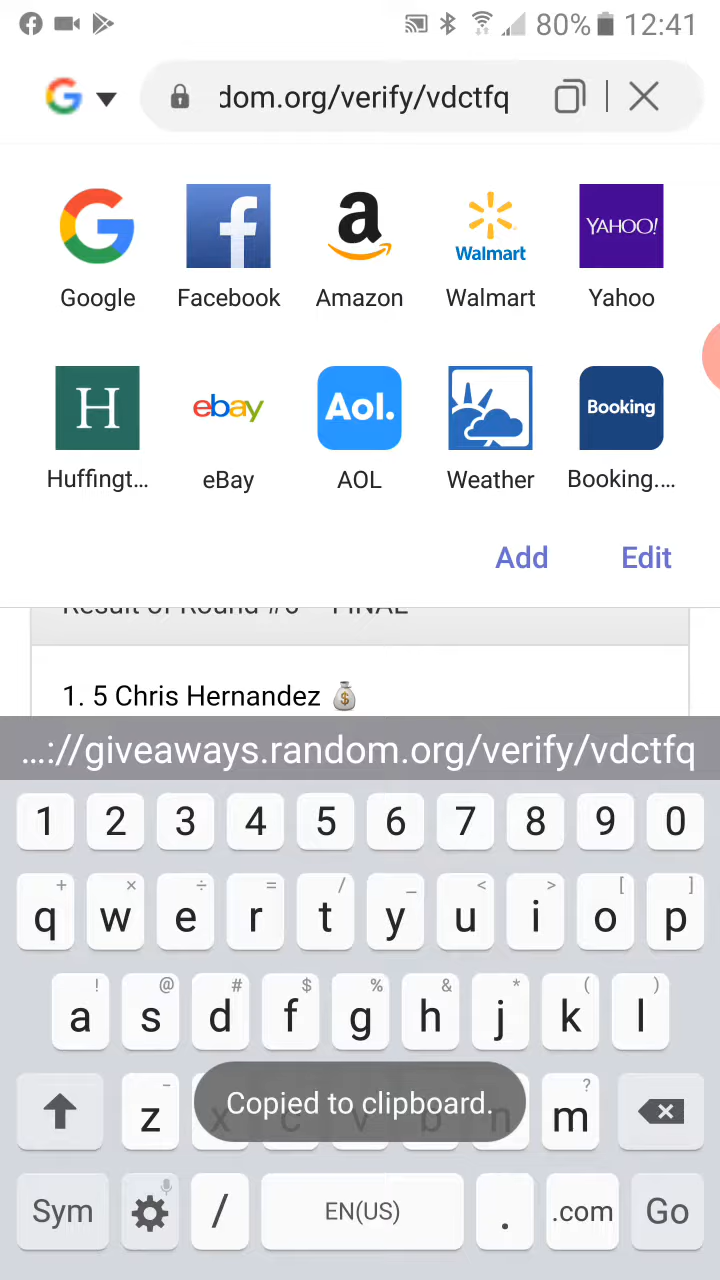 80% 12:41
dom.org/verify/vdctfq
a Walmart YAHOO!
Google Facebook Amazon Walmart Yahoo
H ebay Aol. Booking
Huffingt... eBay AOL Weather Booking....
Add Edit
Result of Round #6 - FINAL
1. 5 Chris Hernandez 💰
...://giveaways.random.org/verify/vdctfq
1 2 3 4 5 6 7 8 9 0
+ × ÷ = / _ < > [ ]
q w e r t y u i o p
! @ # $ % & * ( )
a s d f g h j k l
- ?
z x c v b n m
Copied to clipboard.
Sym / EN(US) . .com Go